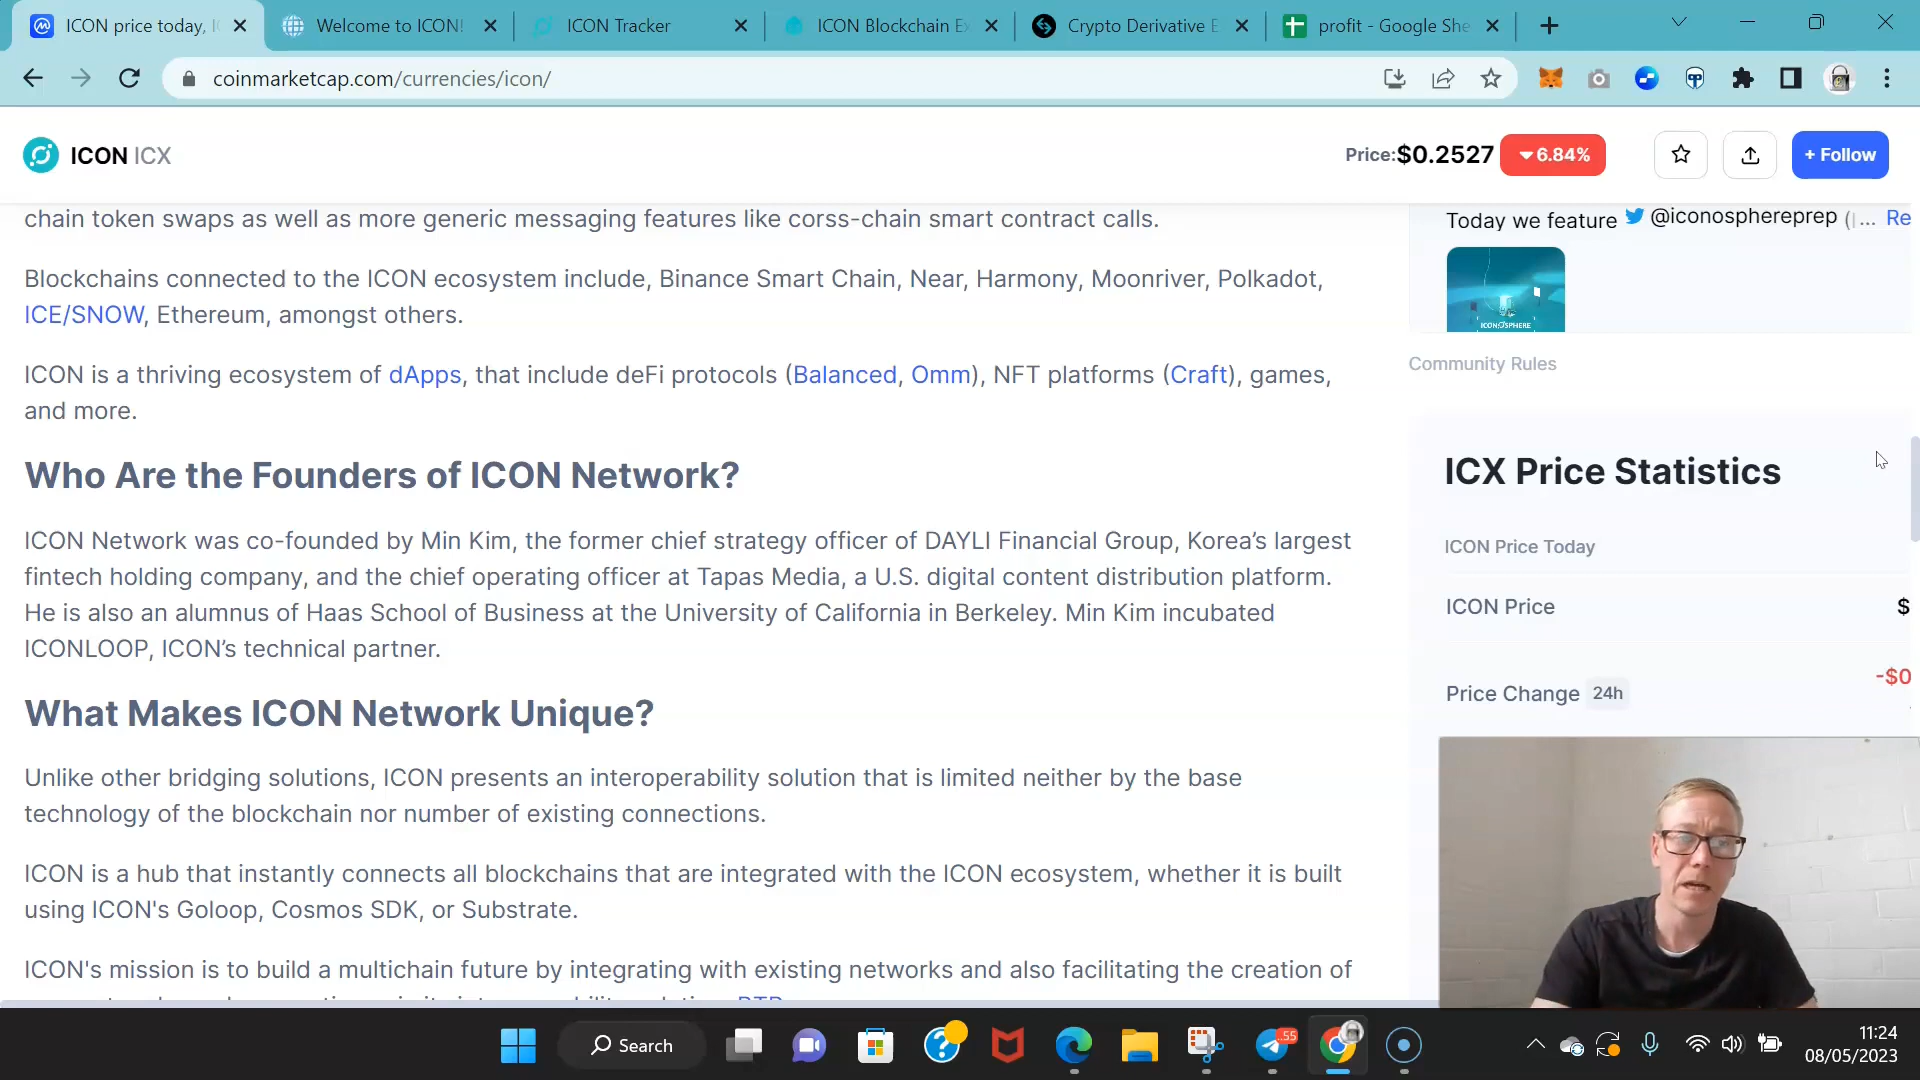 ICON price today, I
Welcome to ICON!
ICON Tracker
ICON Blockchain Ex
Crypto Derivative E
profit - Google She
coinmarketcap.com/currencies/icon/
ICON ICX
Price:$0.2527
6.84%
+ Follow
chain token swaps as well as more generic messaging features like corss-chain smart contract calls.
Blockchains connected to the ICON ecosystem include, Binance Smart Chain, Near, Harmony, Moonriver, Polkadot,
ICE/SNOW, Ethereum, amongst others.
ICON is a thriving ecosystem of dApps, that include deFi protocols (Balanced, Omm), NFT platforms (Craft), games,
and more.
Who Are the Founders of ICON Network?
ICON Network was co-founded by Min Kim, the former chief strategy officer of DAYLI Financial Group, Korea’s largest
fintech holding company, and the chief operating officer at Tapas Media, a U.S. digital content distribution platform.
He is also an alumnus of Haas School of Business at the University of California in Berkeley. Min Kim incubated
ICONLOOP, ICON’s technical partner.
What Makes ICON Network Unique?
Unlike other bridging solutions, ICON presents an interoperability solution that is limited neither by the base
technology of the blockchain nor number of existing connections.
ICON is a hub that instantly connects all blockchains that are integrated with the ICON ecosystem, whether it is built
using ICON's Goloop, Cosmos SDK, or Substrate.
ICON's mission is to build a multichain future by integrating with existing networks and also facilitating the creation of
Today we feature @iconosphereprep (|... Re
ICONOSPHERE
Community Rules
ICX Price Statistics
ICON Price Today
ICON Price $
-$0
Price Change 24h
Search
55
11:24
08/05/2023